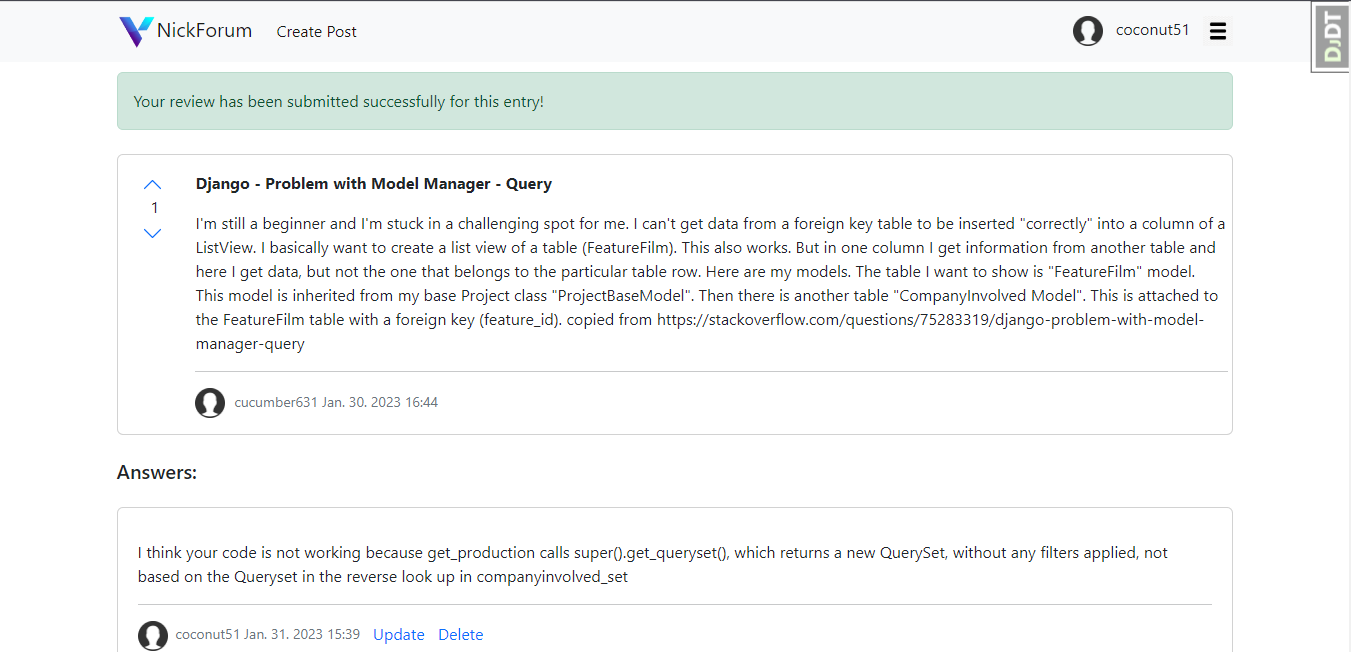 NickForum Create Post coconut51
DJDT
Your review has been submitted successfully for this entry!
1
Django - Problem with Model Manager - Query
I'm still a beginner and I'm stuck in a challenging spot for me. I can't get data from a foreign key table to be inserted "correctly" into a column of a
ListView. I basically want to create a list view of a table (FeatureFilm). This also works. But in one column I get information from another table and
here I get data, but not the one that belongs to the particular table row. Here are my models. The table I want to show is "FeatureFilm" model.
This model is inherited from my base Project class "ProjectBaseModel". Then there is another table "CompanyInvolved Model". This is attached to
the FeatureFilm table with a foreign key (feature_id). copied from https://stackoverflow.com/questions/75283319/django-problem-with-model-
manager-query
cucumber631 Jan. 30. 2023 16:44
Answers:
I think your code is not working because get_production calls super().get_queryset(), which returns a new QuerySet, without any filters applied, not
based on the Queryset in the reverse look up in companyinvolved_set
coconut51 Jan. 31. 2023 15:39 Update Delete